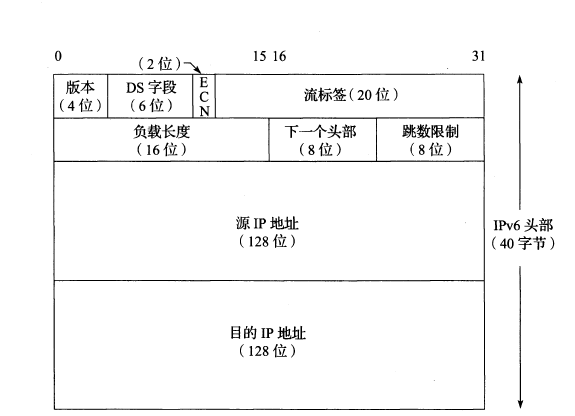 0 (2位) 15 16 31
版本 DS 字段 E 流标签(20 位)
(4 位) (6 位) C
N
负载长度 下一个头部 跳数限制
(16 位) (8 位) (8 位)
源 IP 地址
(128 位)
IPv6 头部
(40 字节)
目的 IP 地址
(128 位)